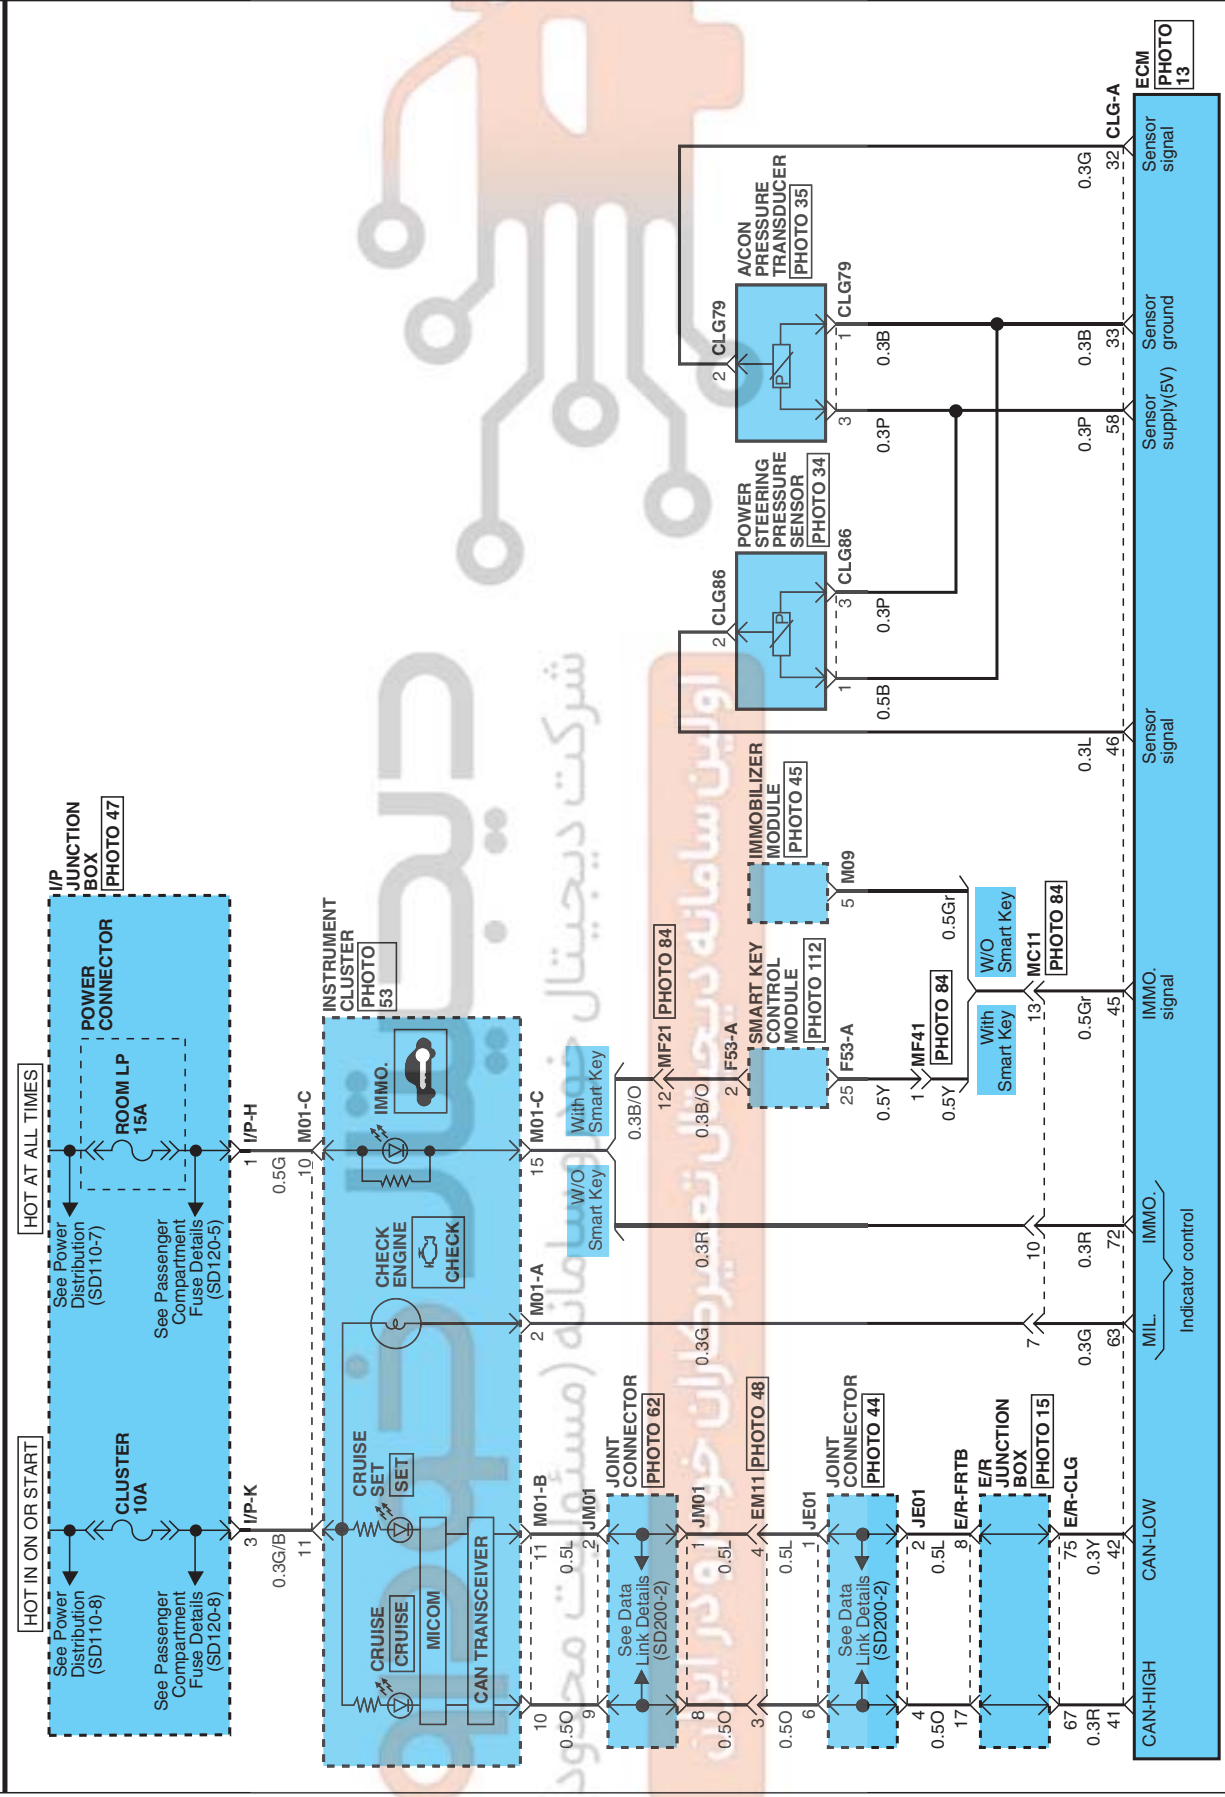 HOT IN ON OR START
HOT AT ALL TIMES
See Power
Distribution
(SD110-8)
CLUSTER
10A
See Passenger
Compartment
Fuse Details
(SD120-8)
See Power
Distribution
(SD110-7)
ROOM LP
15A
POWER
CONNECTOR
See Passenger
Compartment
Fuse Details
(SD120-5)
I/P
JUNCTION
BOX
PHOTO 47
3 I/P-K
0.3G/B
11
1 I/P-H
0.5G
10 M01-C
CRUISE
CRUISE
CRUISE
SET
SET
MICOM
CAN TRANSCEIVER
CHECK
ENGINE
CHECK
IMMO.
INSTRUMENT
CLUSTER
PHOTO
53
10
11 M01-B
2 M01-A
15 M01-C
0.5O
0.5L
9
2 JM01
See Data
Link Details
(SD200-2)
JOINT
CONNECTOR
PHOTO 62
8
1 JM01
0.5O
0.5L
3
4 EM11 PHOTO 48
0.5O
0.5L
6
1 JE01
See Data
Link Details
(SD200-2)
JOINT
CONNECTOR
PHOTO 44
4
2 JE01
0.5O
0.5L
17
8 E/R-FRTB
E/R
JUNCTION
BOX
PHOTO 15
67
75 E/R-CLG
0.3R
0.3Y
41
42
CAN-HIGH
CAN-LOW
0.3G
7
0.3G
63
MIL.
W/O
Smart Key
0.3R
10
0.3R
72
IMMO.
Indicator control
With
Smart Key
0.3B/O
12 MF21 PHOTO 84
0.3B/O
2 F53-A
SMART KEY
CONTROL
MODULE
PHOTO 112
25 F53-A
0.5Y
1 MF41
PHOTO 84
0.5Y
With
Smart Key
IMMOBILIZER
MODULE
PHOTO 45
5 M09
0.5Gr
W/O
Smart Key
13 MC11
PHOTO 84
0.5Gr
45
IMMO.
signal
2 CLG86
POWER
STEERING
PRESSURE
SENSOR
PHOTO 34
P
1
3 CLG86
0.5B
0.3P
0.3L
46
Sensor
signal
2 CLG79
A/CON
PRESSURE
TRANSDUCER
PHOTO 35
P
3
1 CLG79
0.3P
0.3B
0.3P
58
Sensor
supply(5V)
0.3B
33
Sensor
ground
0.3G
32 CLG-A
Sensor
signal
ECM
PHOTO
13
شرکت دیجیتال خودرو سامانه (مسئولیت محدود
اولین سامانه دیجیتال تعمیرکاران خودرو در ایران